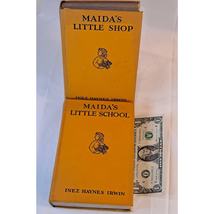 MAIDA'S
LITTLE SHOP
INEZ HAYNES IRWIN
MAIDA'S
LITTLE SCHOOL
INEZ HAYNES IRWIN